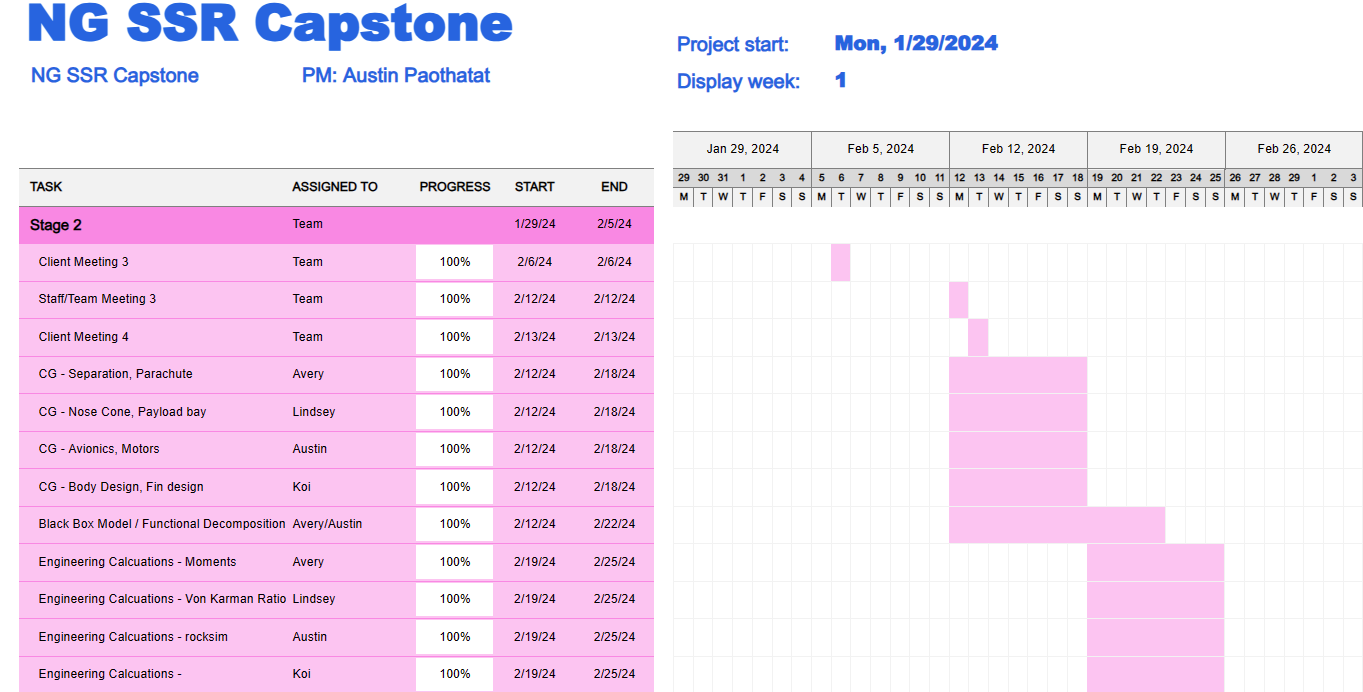 NG SSR Capstone
NG SSR Capstone PM: Austin Paothatat
Project start: Mon, 1/29/2024
Display week: 1
Jan 29, 2024 Feb 5, 2024 Feb 12, 2024 Feb 19, 2024 Feb 26, 2024
29 30 31 1 2 3 4 5 6 7 8 9 10 11 12 13 14 15 16 17 18 19 20 21 22 23 24 25 26 27 28 29 1 2 3
M T W T F S S M T W T F S S M T W T F S S M T W T F S S M T W T F S S
TASK ASSIGNED TO PROGRESS START END
Stage 2 Team 1/29/24 2/5/24
Client Meeting 3 Team 100% 2/6/24 2/6/24
Staff/Team Meeting 3 Team 100% 2/12/24 2/12/24
Client Meeting 4 Team 100% 2/13/24 2/13/24
CG - Separation, Parachute Avery 100% 2/12/24 2/18/24
CG - Nose Cone, Payload bay Lindsey 100% 2/12/24 2/18/24
CG - Avionics, Motors Austin 100% 2/12/24 2/18/24
CG - Body Design, Fin design Koi 100% 2/12/24 2/18/24
Black Box Model / Functional Decomposition Avery/Austin 100% 2/12/24 2/22/24
Engineering Calcuations - Moments Avery 100% 2/19/24 2/25/24
Engineering Calcuations - Von Karman Ratio Lindsey 100% 2/19/24 2/25/24
Engineering Calcuations - rocksim Austin 100% 2/19/24 2/25/24
Engineering Calcuations - Koi 100% 2/19/24 2/25/24